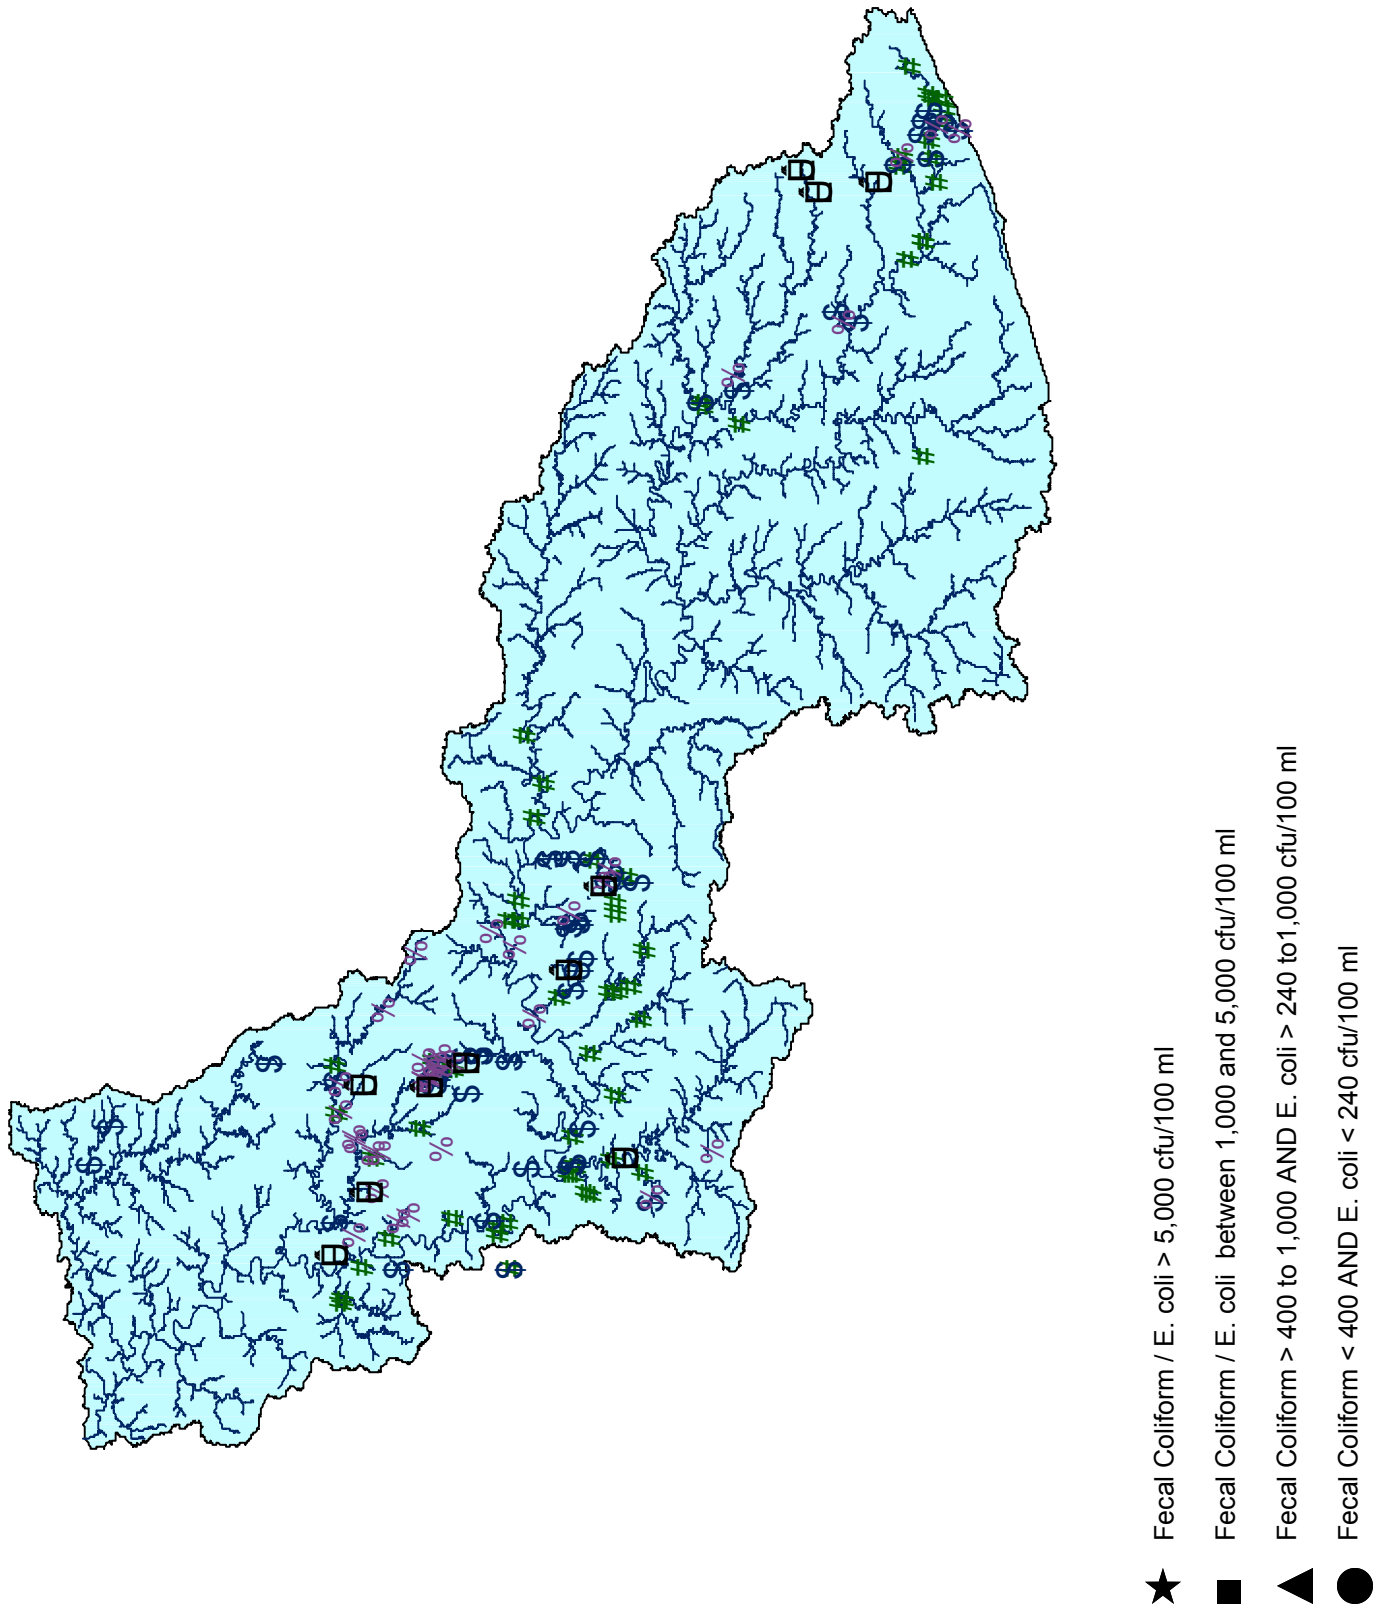 Fecal Coliform / E. coli > 5,000 cfu/100 ml
Fecal Coliform / E. coli between 1,000 and 5,000 cfu/100 ml
Fecal Coliform > 400 to 1,000 AND E. coli > 240 to1,000 cfu/100 ml
Fecal Coliform < 400 AND E. coli < 240 cfu/100 ml